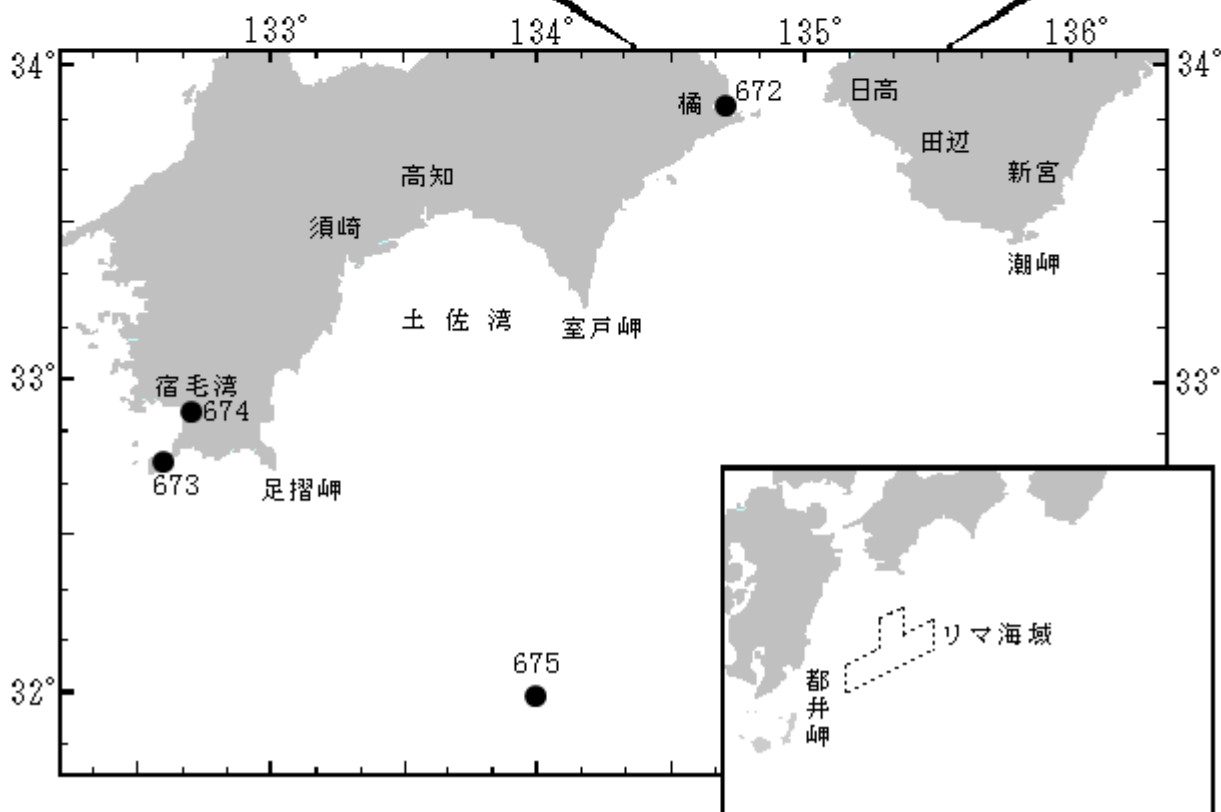 133° 134° 135° 136°
34° 34°
672
橘 日高
田辺
高知 新宮
須崎
潮岬
土佐湾 室戸岬
33° 33°
宿毛湾
674
673 足摺岬
リマ海域
675
都井岬
32°